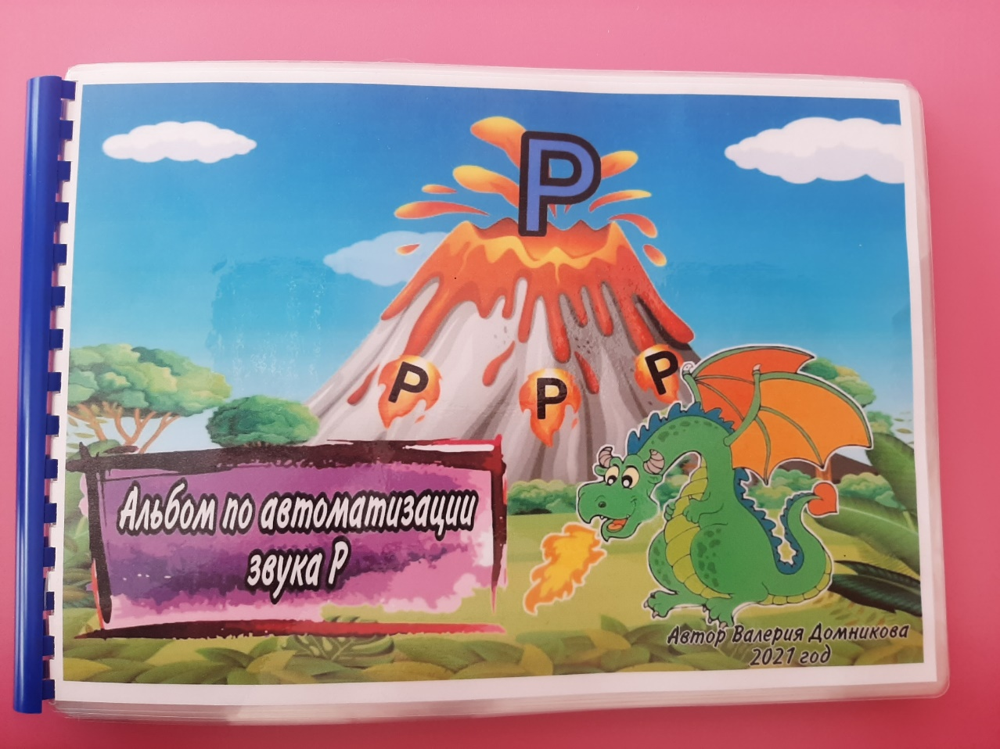 Р
Р Р Р
Альбом по автоматизации
звука Р
Автор Валерия Домникова
2021 год